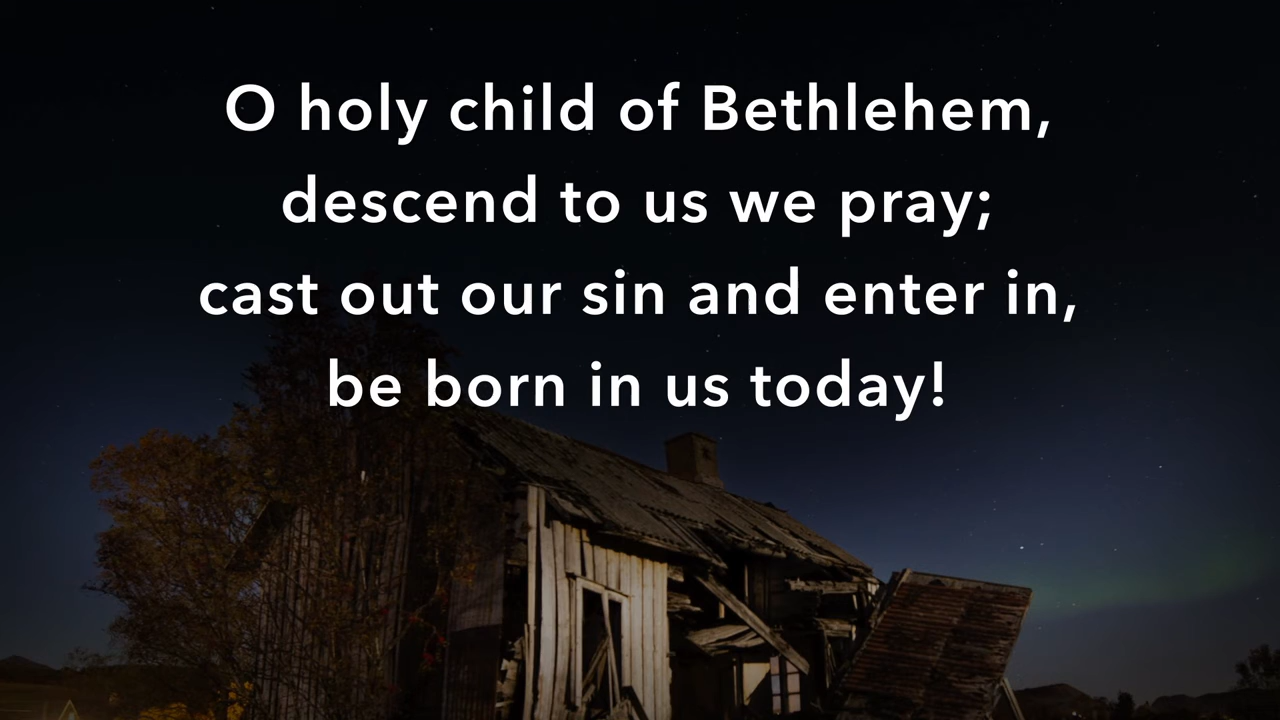 O holy child of Bethlehem,
descend to us we pray;
cast out our sin and enter in,
be born in us today!